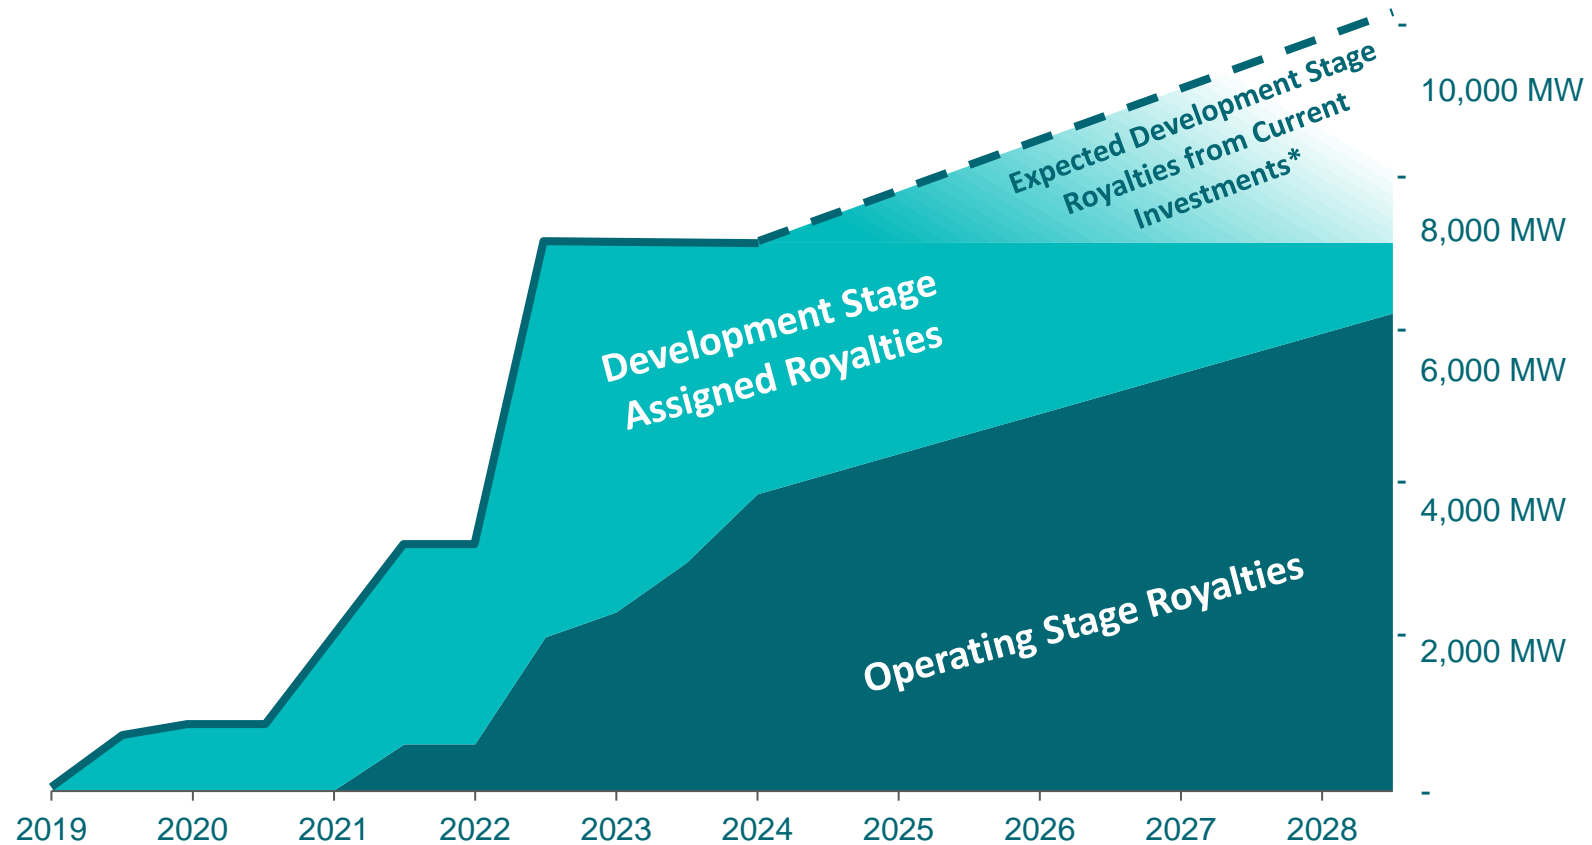 Expected Development Stage
Royalties from Current
Investments*
10,000 MW
8,000 MW
Development Stage
Assigned Royalties
6,000 MW
4,000 MW
Operating Stage Royalties
2,000 MW
-
2019 2020 2021 2022 2023 2024 2025 2026 2027 2028